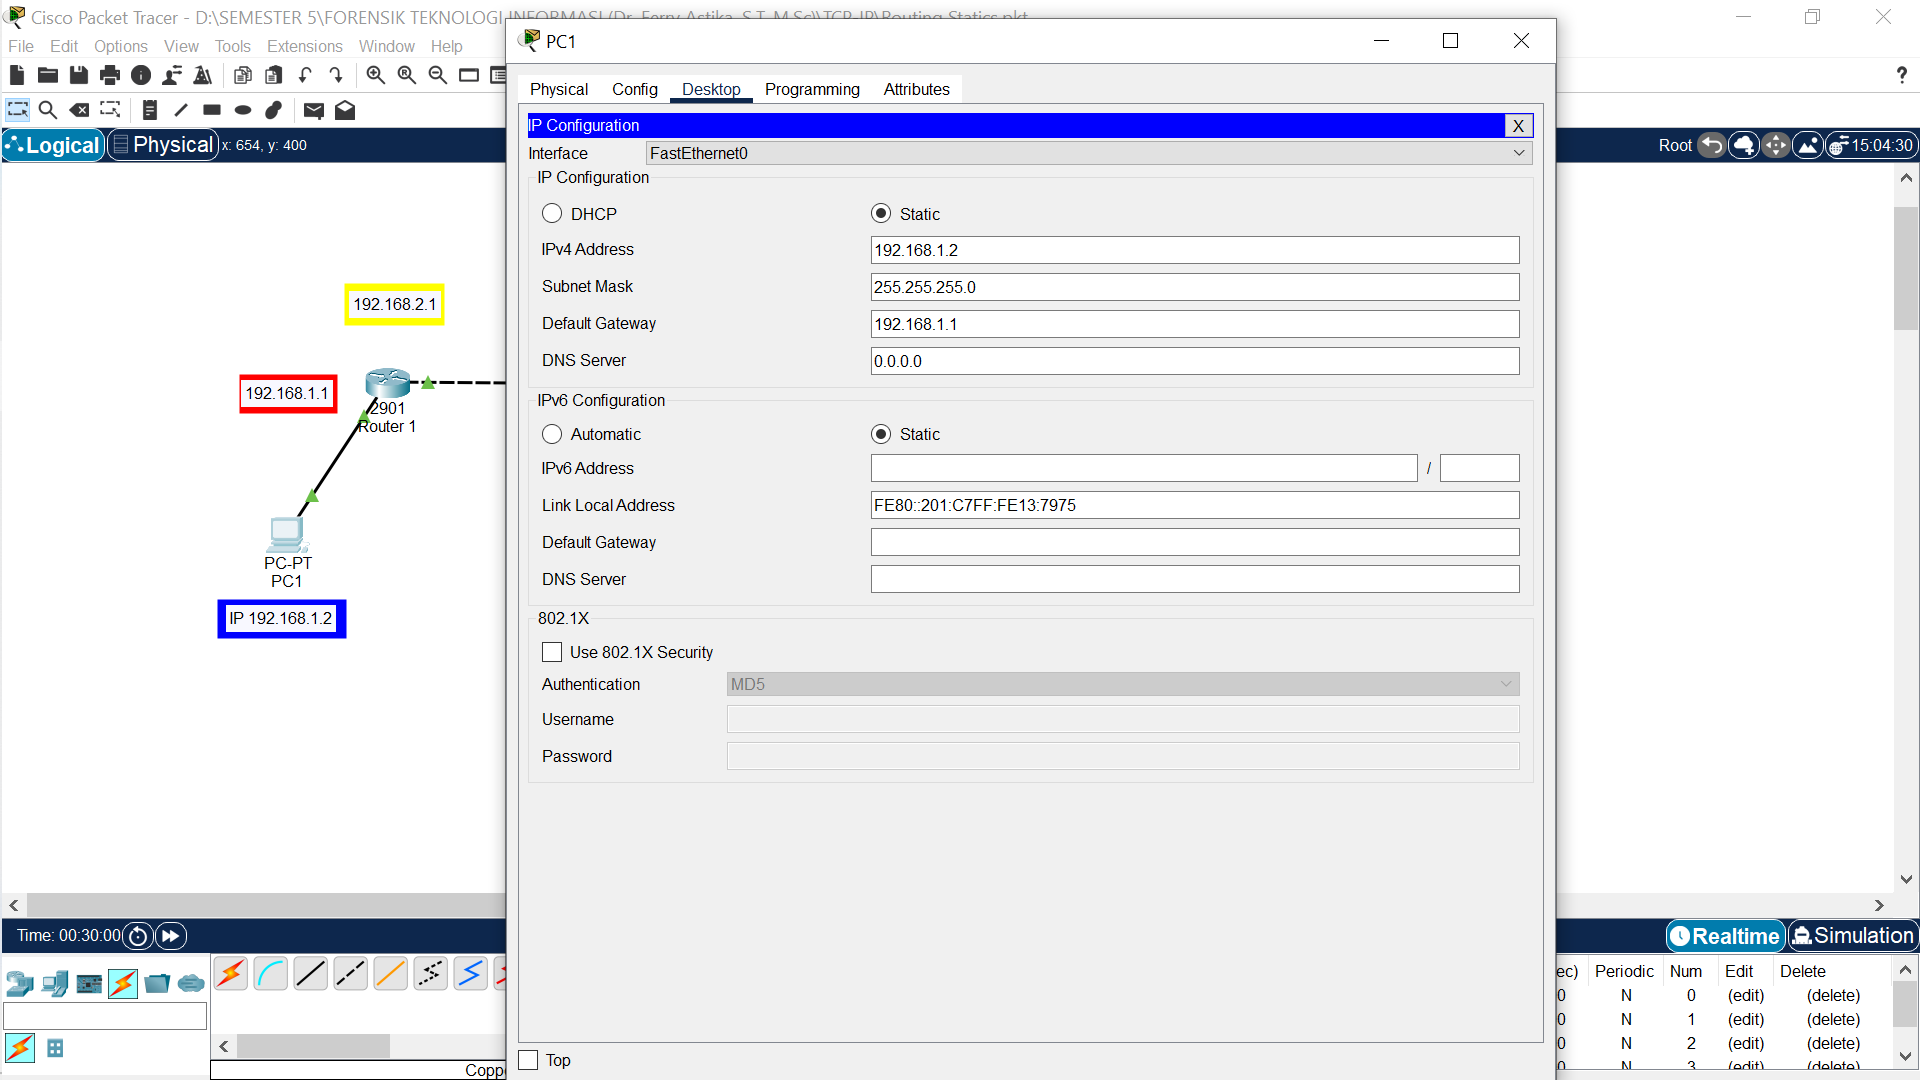 Cisco Packet Tracer - D:\SEMESTER 5\FORENSIK TEKNOLOGI INFORMASI (Dr. Ferry Astika, S.T, M.Sc)\TCP-IP\Routing Statics.pkt
File Edit Options View Tools Extensions Window Help
?
Logical Physical x: 654, y: 400
Root 15:04:30
192.168.2.1
192.168.1.1
2901
Router 1
PC-PT
PC1
IP 192.168.1.2
PC1
Physical Config Desktop Programming Attributes
IP Configuration X
Interface FastEthernet0
IP Configuration
DHCP Static
IPv4 Address 192.168.1.2
Subnet Mask 255.255.255.0
Default Gateway 192.168.1.1
DNS Server 0.0.0.0
IPv6 Configuration
Automatic Static
IPv6 Address /
Link Local Address FE80::201:C7FF:FE13:7975
Default Gateway
DNS Server
802.1X
Use 802.1X Security
Authentication MD5
Username
Password
Top
Time: 00:30:00
Realtime Simulation
ec) Periodic Num Edit Delete
0 N 0 (edit) (delete)
0 N 1 (edit) (delete)
0 N 2 (edit) (delete)
0 N 3 (edit) (delete)
Coppe